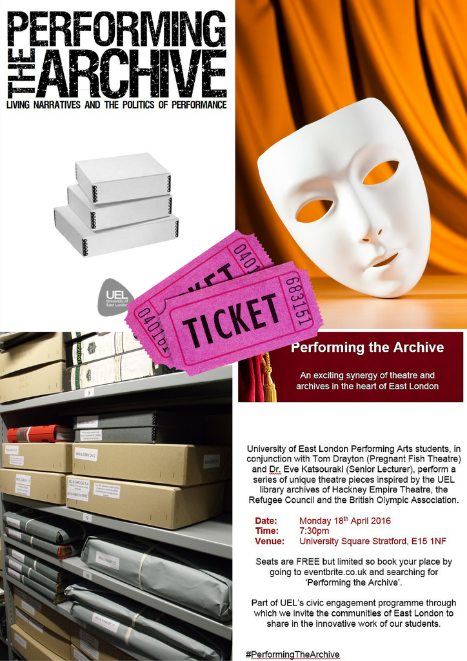 PERFORMING
THE ARCHIVE
LIVING NARRATIVES AND THE POLITICS OF PERFORMANCE
UEL
University of
East London
040161
TICKET
683151
Performing the Archive
An exciting synergy of theatre and
archives in the heart of East London
University of East London Performing Arts students, in
conjunction with Tom Drayton (Pregnant Fish Theatre)
and Dr. Eve Katsouraki (Senior Lecturer), perform a
series of unique theatre pieces inspired by the UEL
library archives of Hackney Empire Theatre, the
Refugee Council and the British Olympic Association.
Date: Monday 18th April 2016
Time: 7:30pm
Venue: University Square Stratford, E15 1NF
Seats are FREE but limited so book your place by
going to eventbrite.co.uk and searching for
'Performing the Archive'.
Part of UEL's civic engagement programme through
which we invite the communities of East London to
share in the innovative work of our students.
#PerformingTheArchive